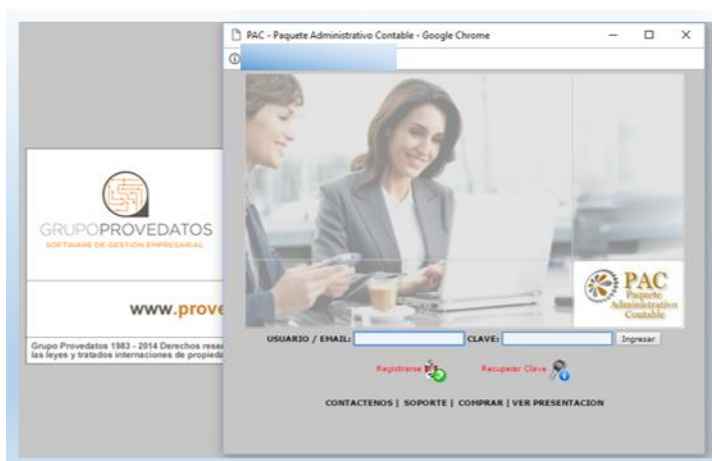 PAC - Paquete Administrativo Contable - Google Chrome
GRUPOPROVEDATOS
SOFTWARE DE GESTIÓN EMPRESARIAL
www.prove
Grupo Provedatos 1983 - 2014 Derechos rese
las leyes y tratados internaciones de propieda
PAC
Paquete
Administrativo
Contable
USUARIO / EMAIL:
CLAVE:
Ingresar
Registrarse
Recuperar Clave
CONTACTENOS | SOPORTE | COMPRAR | VER PRESENTACION